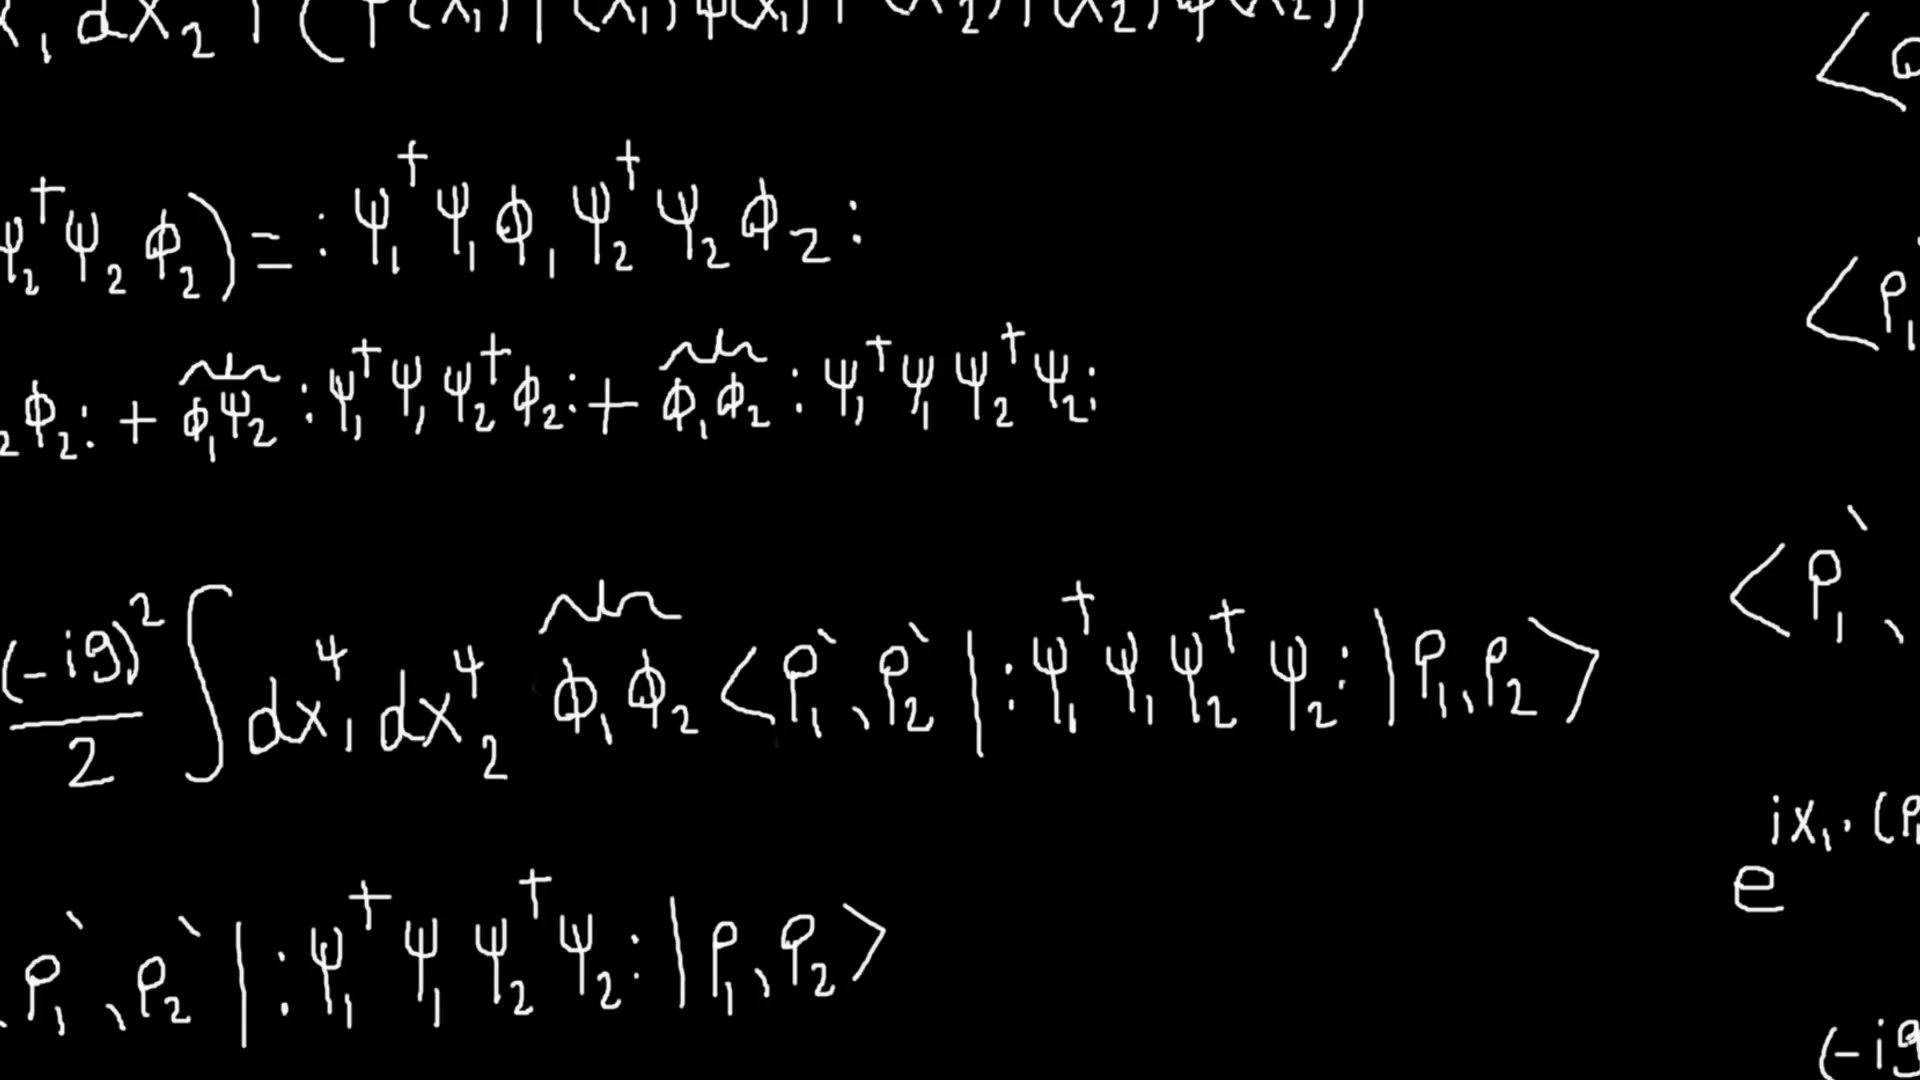 x₁ dx₂ T(ψ†(x₁)ψ(x₁)φ(x₁)ψ†(x₂)ψ(x₂)φ(x₂))
<
ψ₂†ψ₂φ₂) = :ψ₁†ψ₁φ₁ψ₂†ψ₂φ₂:
<p₁
₂φ₂: + φ₁ψ₂ :ψ₁†ψ₁ψ₂†φ₂: + φ₁φ₂ :ψ₁†ψ₁ψ₂†ψ₂:
<p₁`,
(-ig)²/2 ∫dx₁⁴dx₂⁴ φ₁φ₂ <p₁`,p₂`|:ψ₁†ψ₁ψ₂†ψ₂:|p₁,p₂>
e^ix₁·(p₁
p₁`,p₂`|:ψ₁†ψ₁ψ₂†ψ₂:|p₁,p₂>
(-ig